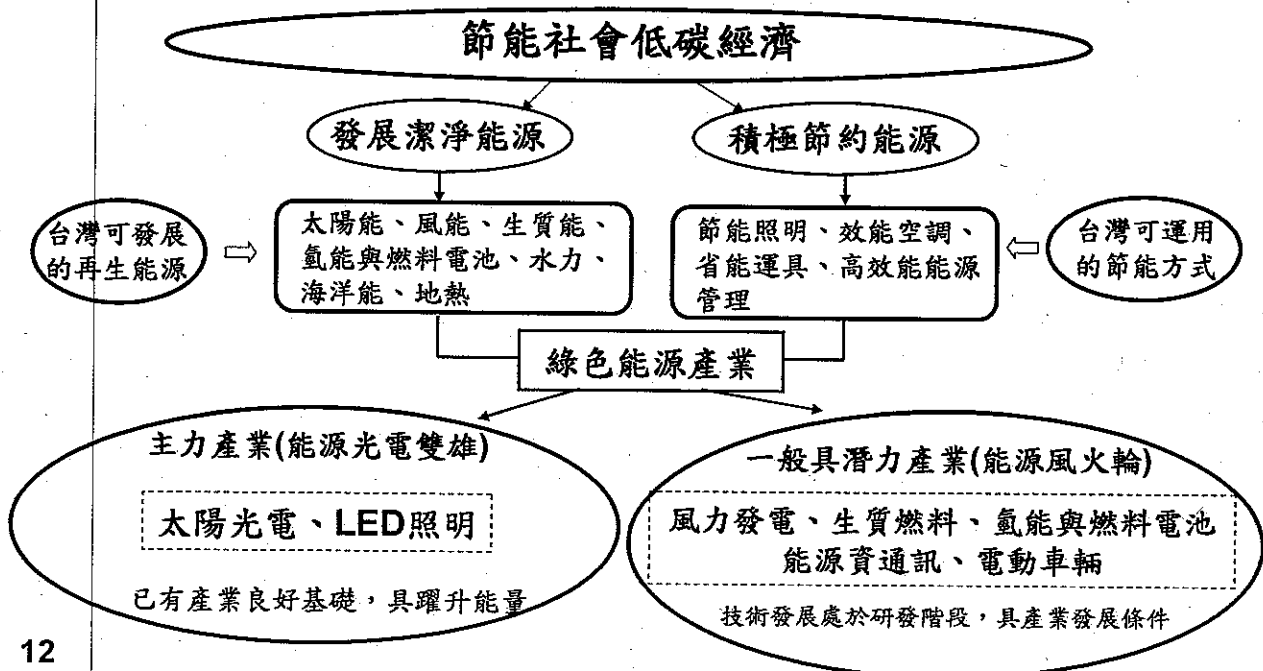 節能社會低碳經濟
發展潔淨能源
積極節約能源
台灣可發展
的再生能源
太陽能、風能、生質能、
氫能與燃料電池、水力、
海洋能、地熱
節能照明、效能空調、
省能運具、高效能能源
管理
台灣可運用
的節能方式
綠色能源產業
主力產業(能源光電雙雄)
太陽光電、LED照明
已有產業良好基礎，具躍升能量
一般具潛力產業(能源風火輪)
風力發電、生質燃料、氫能與燃料電池
能源資通訊、電動車輛
技術發展處於研發階段，具產業發展條件
12